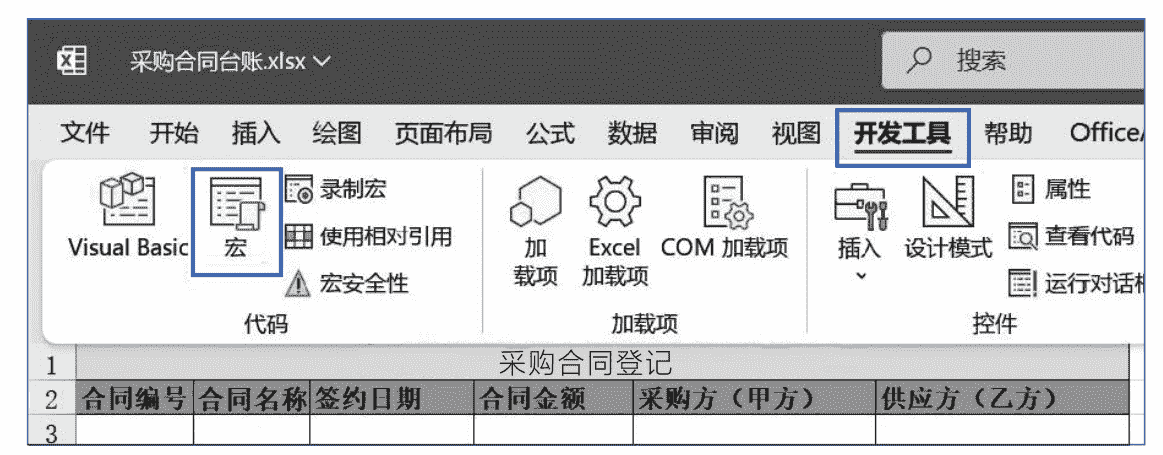 采购合同台账.xlsx
搜索
文件 开始 插入 绘图 页面布局 公式 数据 审阅 视图 开发工具 帮助 Office
Visual Basic
宏
录制宏
使用相对引用
宏安全性
代码
加
载项
Excel
加载项
COM 加载项
加载项
插入
设计模式
属性
查看代码
运行对话
控件
1 采购合同登记
2 合同编号 合同名称 签约日期 合同金额 采购方（甲方） 供应方（乙方）
3